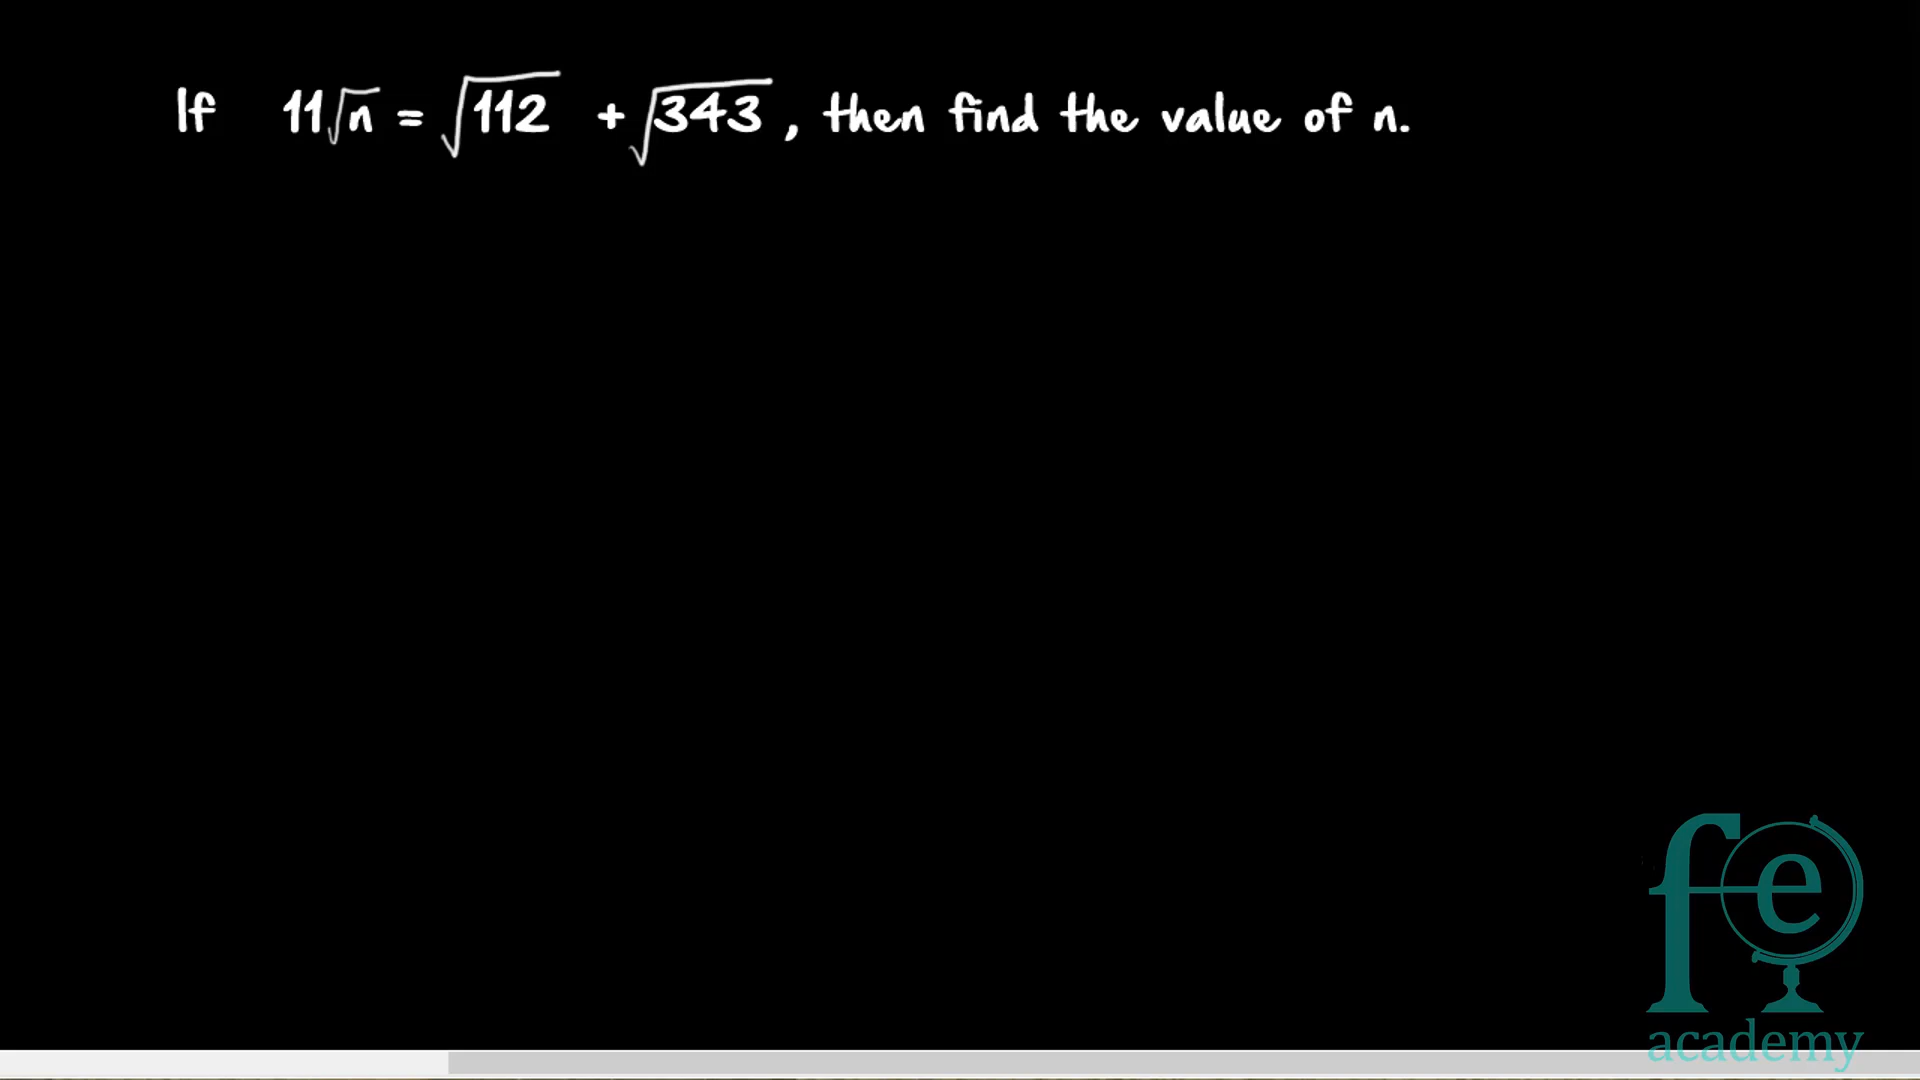 If 11√n = √112 + √343 , then find the value of n.
fe
academy